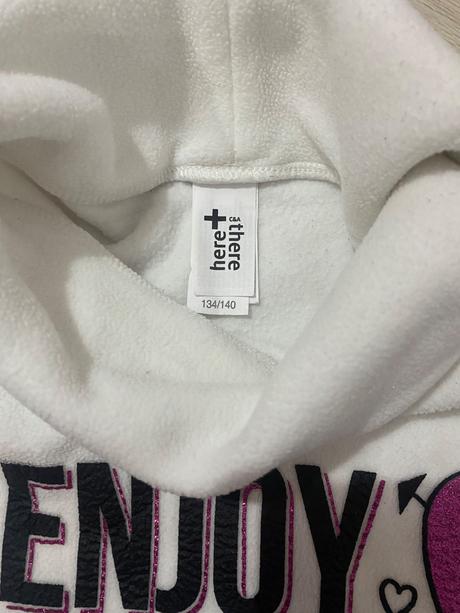 here + there
C&A
134/140
ENJOY